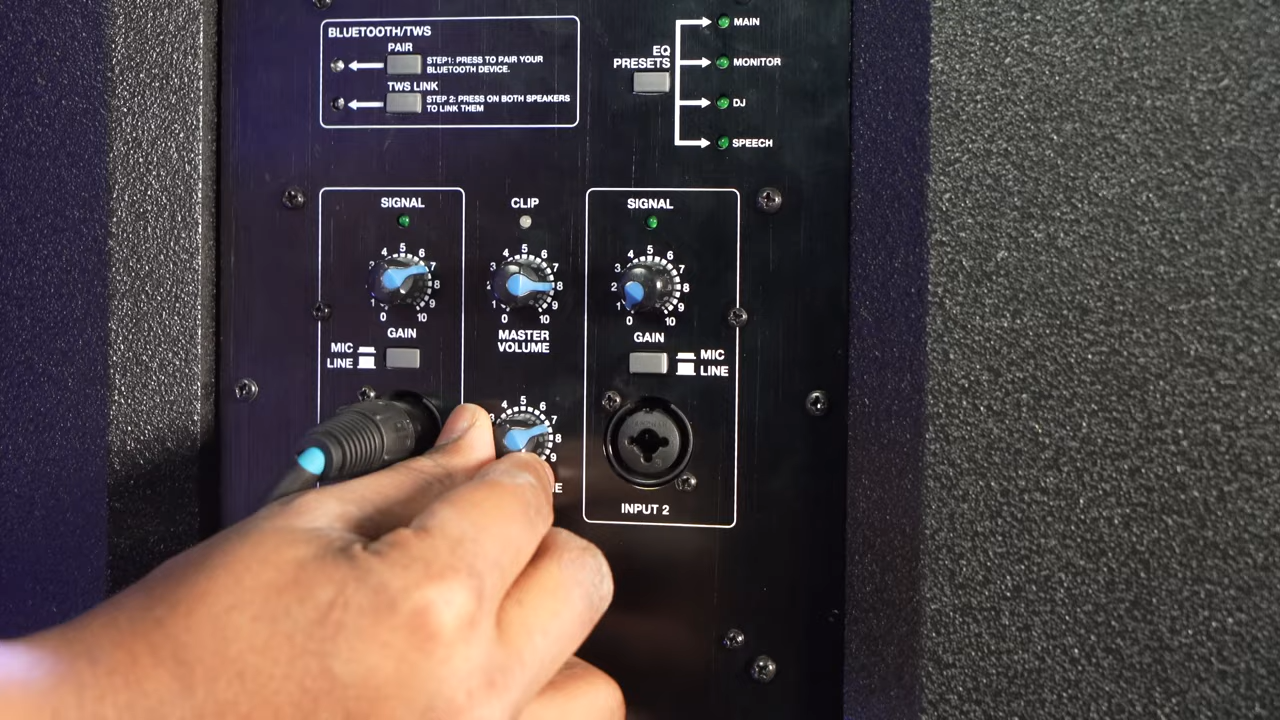 BLUETOOTH/TWS
PAIR
STEP1: PRESS TO PAIR YOUR
BLUETOOTH DEVICE.
TWS LINK
STEP 2: PRESS ON BOTH SPEAKERS
TO LINK THEM
EQ
PRESETS
MAIN
MONITOR
DJ
SPEECH
SIGNAL
0 1 3 4 5 6 7 8 9 10
GAIN
MIC
LINE
CLIP
0 1 2 3 4 5 6 7 8 9 10
MASTER
VOLUME
3 4 5 6 7 8 9
SIGNAL
0 1 2 3 4 5 6 7 8 9 10
GAIN
MIC
LINE
INPUT 2